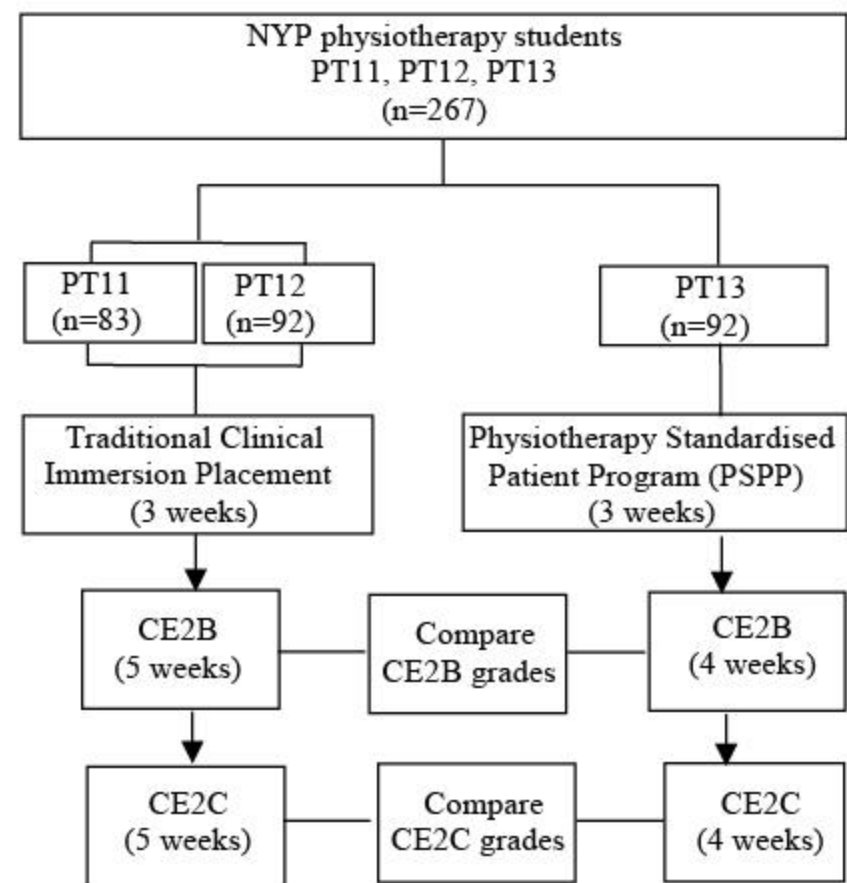 NYP physiotherapy students
PT11, PT12, PT13
(n=267)
PT11
(n=83)
PT12
(n=92)
PT13
(n=92)
Traditional Clinical
Immersion Placement
(3 weeks)
Physiotherapy Standardised
Patient Program (PSPP)
(3 weeks)
CE2B
(5 weeks)
Compare
CE2B grades
CE2B
(4 weeks)
CE2C
(5 weeks)
Compare
CE2C grades
CE2C
(4 weeks)